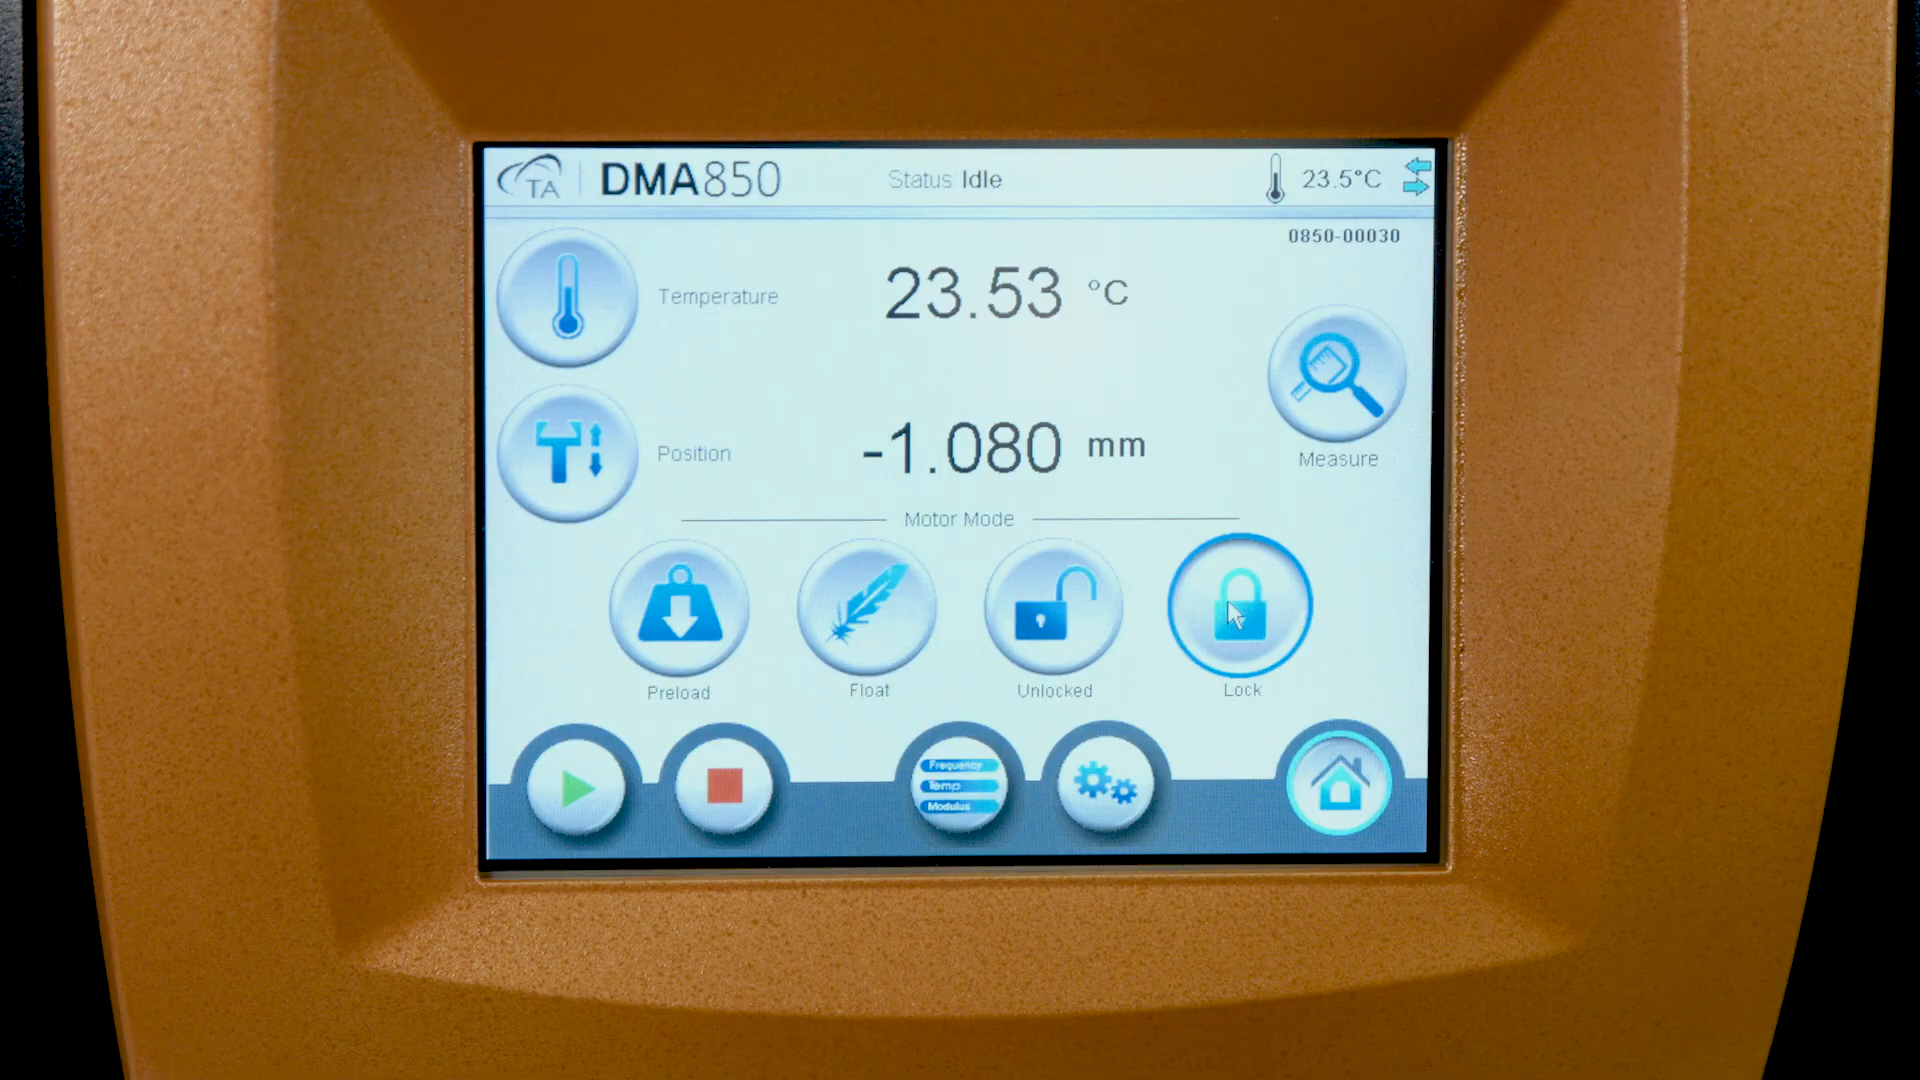 TA DMA850 Status: Idle 23.5°C
0850-00030
Temperature 23.53 °C
Position -1.080 mm
Measure
Motor Mode
Preload Float Unlocked Lock
Frequency
Temp
Modulus